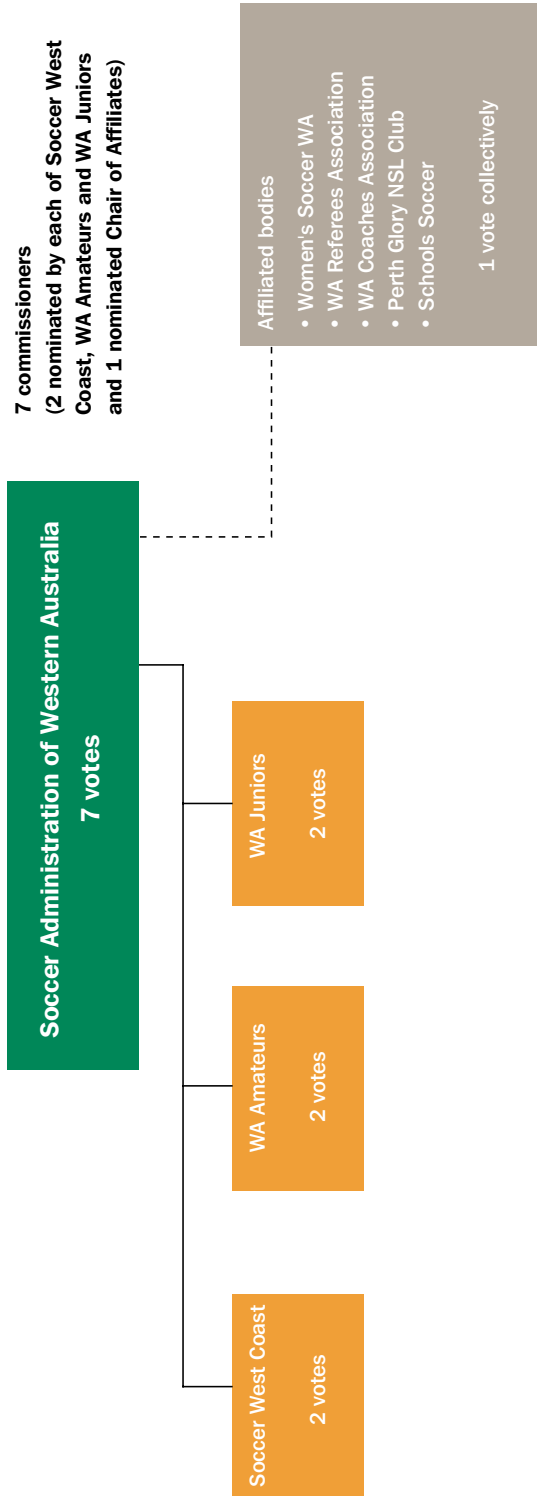 Soccer Administration of Western Australia
7 votes
7 commissioners
(2 nominated by each of Soccer West
Coast, WA Amateurs and WA Juniors
and 1 nominated Chair of Affiliates)
Soccer West Coast
2 votes
WA Amateurs
2 votes
WA Juniors
2 votes
Affiliated bodies
• Women's Soccer WA
• WA Referees Association
• WA Coaches Association
• Perth Glory NSL Club
• Schools Soccer
1 vote collectively